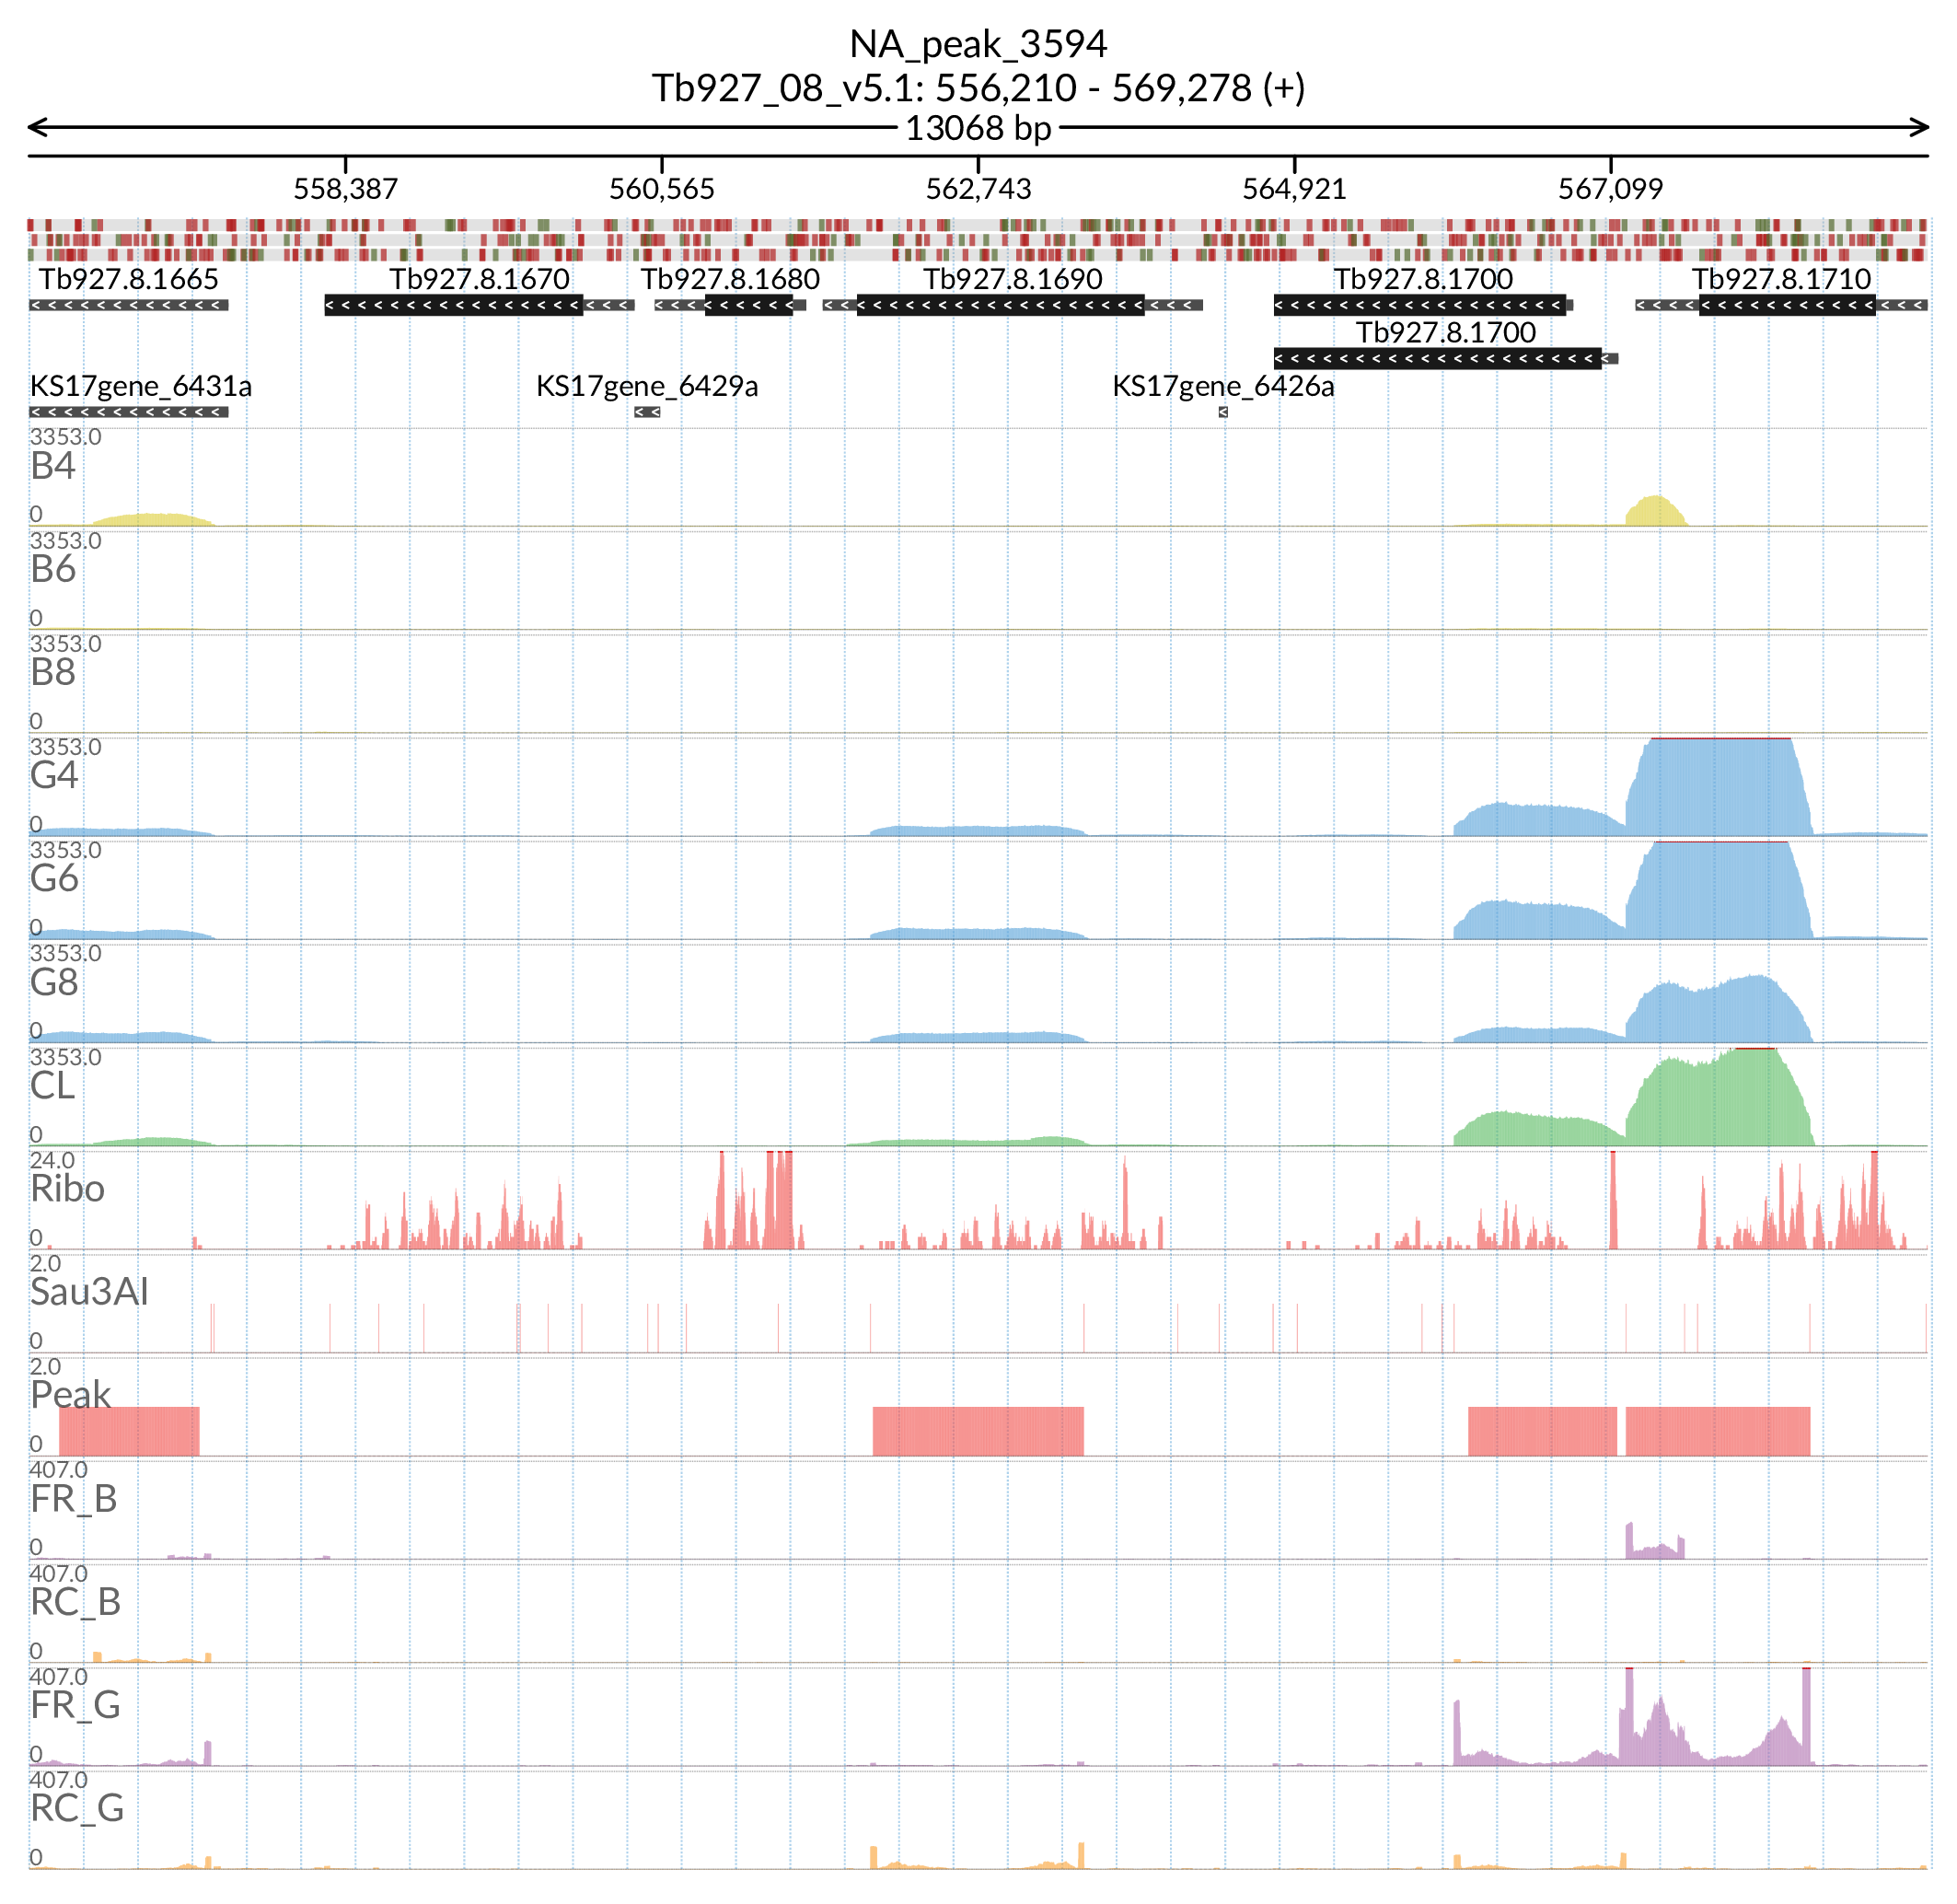 NA_peak_3594
Tb927_08_v5.1: 556,210 - 569,278 (+)
13068 bp
558,387 560,565 562,743 564,921 567,099
Tb927.8.1665 Tb927.8.1670 Tb927.8.1680 Tb927.8.1690 Tb927.8.1700 Tb927.8.1710
Tb927.8.1700
KS17gene_6431a KS17gene_6429a KS17gene_6426a
3353.0
B4
0
3353.0
B6
0
3353.0
B8
0
3353.0
G4
0
3353.0
G6
0
3353.0
G8
0
3353.0
CL
0
24.0
Ribo
0
2.0
Sau3AI
0
2.0
Peak
0
407.0
FR_B
0
407.0
RC_B
0
407.0
FR_G
0
407.0
RC_G
0